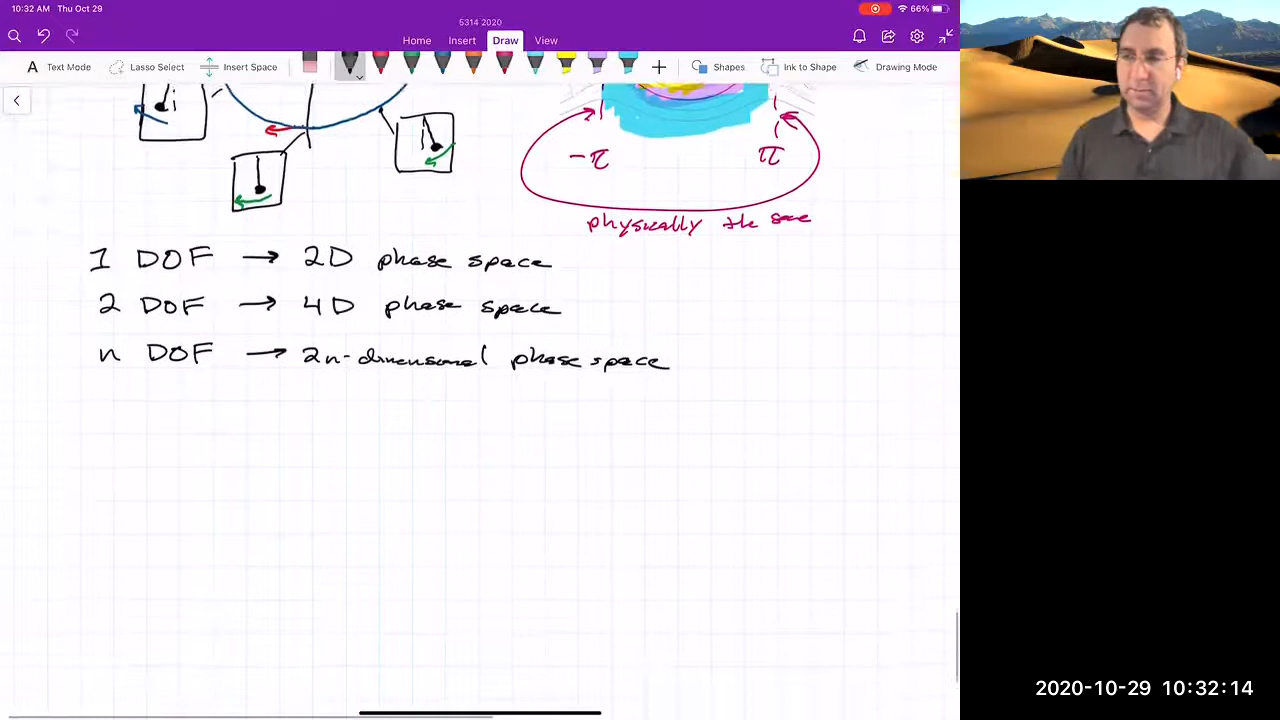 10:32 AM Thu Oct 29
66%
5314 2020
Home Insert Draw View
A Text Mode Lasso Select Insert Space + Shapes Ink to Shape Drawing Mode
-π π
physically the same
1 DOF → 2D phase space
2 DOF → 4D phase space
n DOF → 2n-dimensional phase space
2020-10-29 10:32:14